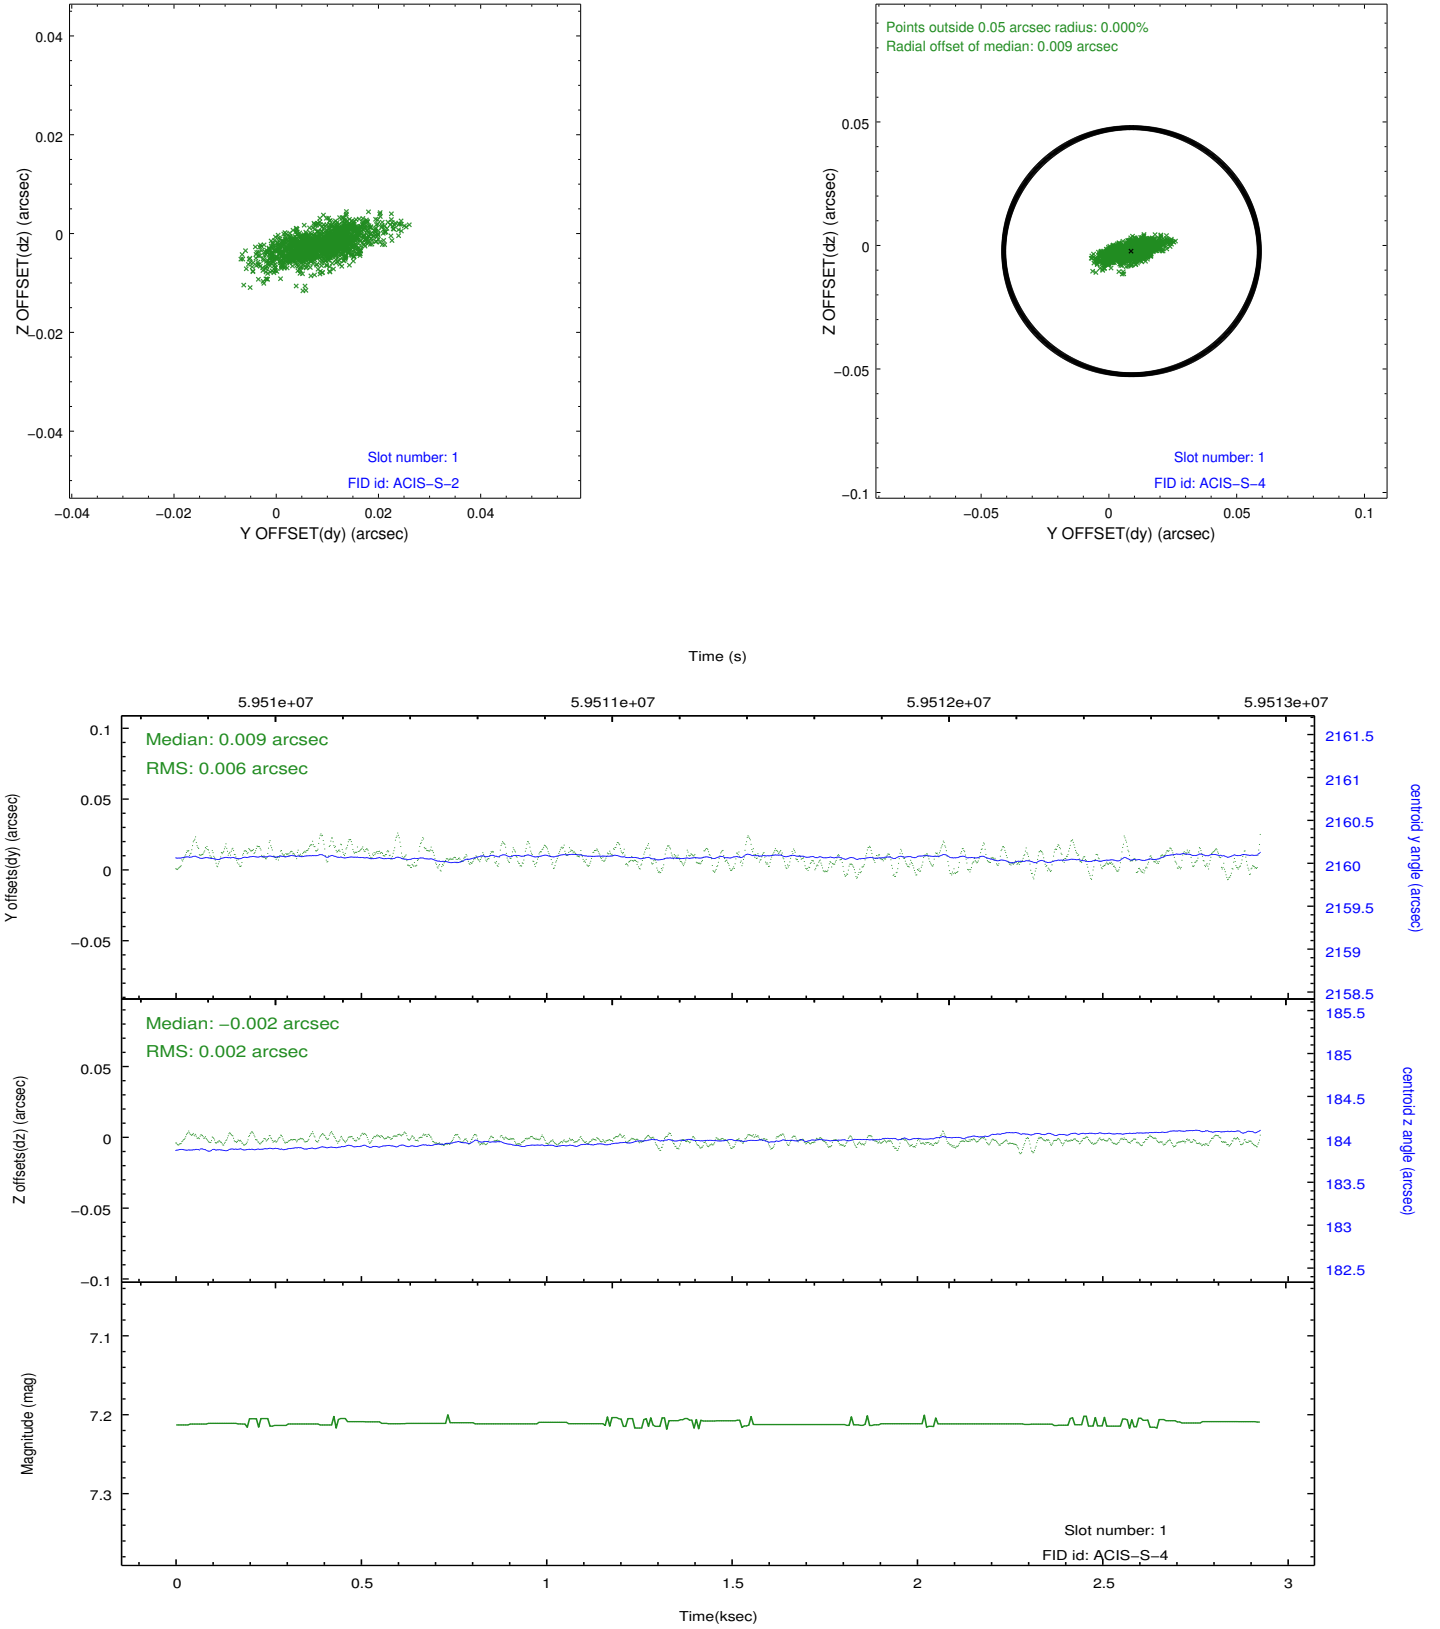 0.04
0.02
0
−0.02
−0.04
Z OFFSET(dz) (arcsec)
Slot number: 1
FID id: ACIS−S−2
−0.04
−0.02
0
0.02
0.04
Y OFFSET(dy) (arcsec)
Points outside 0.05 arcsec radius: 0.000%
Radial offset of median: 0.009 arcsec
0.05
0
−0.05
−0.1
Z OFFSET(dz) (arcsec)
Slot number: 1
FID id: ACIS−S−4
−0.05
0
0.05
0.1
Y OFFSET(dy) (arcsec)
Time (s)
5.951e+07
5.9511e+07
5.9512e+07
5.9513e+07
Median: 0.009 arcsec
RMS: 0.006 arcsec
0.1
0.05
0
−0.05
Y offsets(dy) (arcsec)
2161.5
2161
2160.5
2160
2159.5
2159
2158.5
centroid y angle (arcsec)
Median: −0.002 arcsec
RMS: 0.002 arcsec
0.05
0
−0.05
−0.1
Z offsets(dz) (arcsec)
185.5
185
184.5
184
183.5
183
182.5
centroid z angle (arcsec)
7.1
7.2
7.3
Magnitude (mag)
Slot number: 1
FID id: ACIS−S−4
0
0.5
1
1.5
2
2.5
3
Time(ksec)